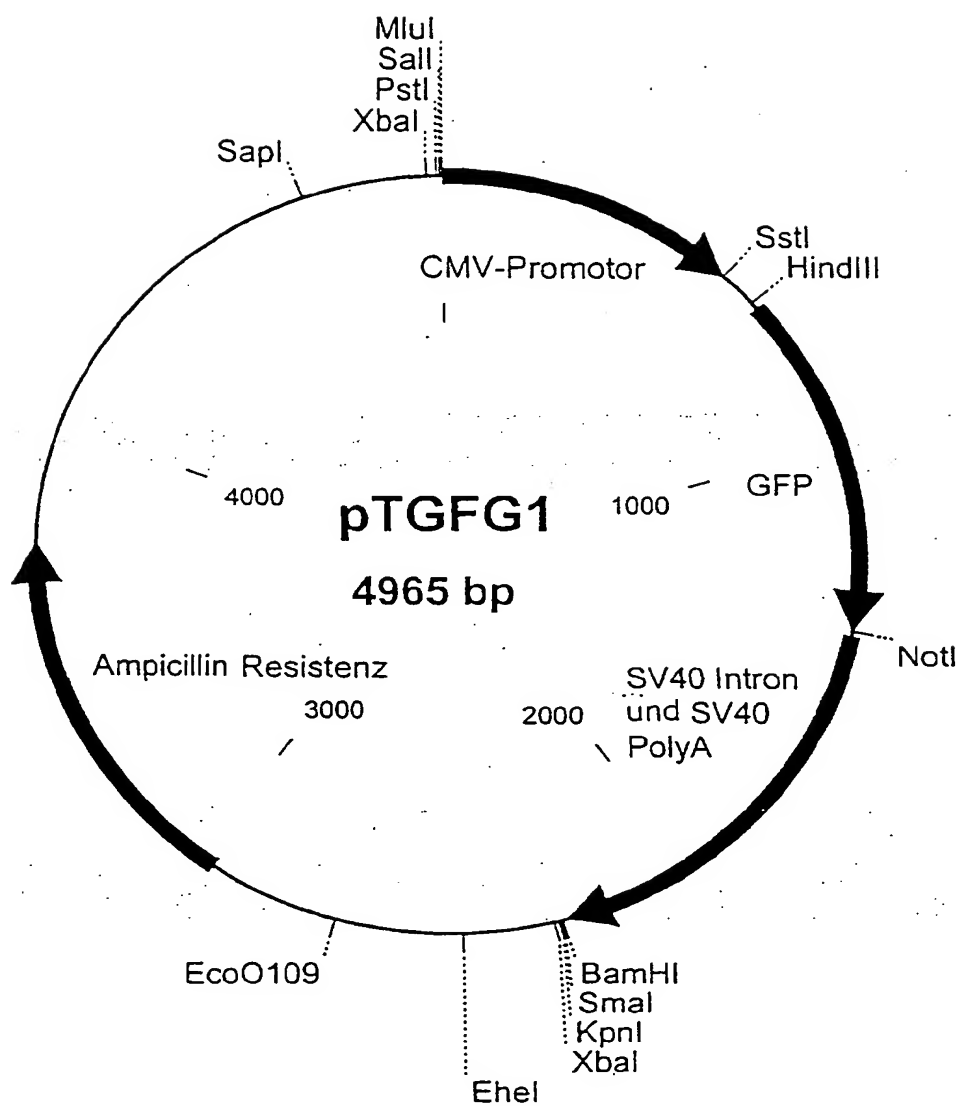 MluI
SalI
PstI
XbaI
SapI
SstI
HindIII
CMV-Promotor
GFP
1000
4000
pTGFG1
4965 bp
NotI
Ampicillin Resistenz
SV40 Intron
und SV40
PolyA
3000
2000
EcoO109
BamHI
SmaI
KpnI
XbaI
EheI